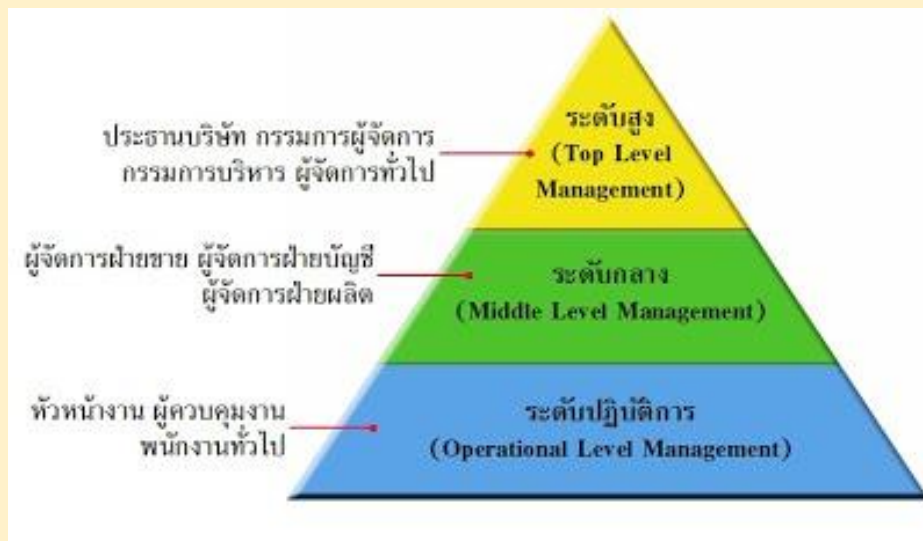 ประธานบริษัท กรรมการผู้จัดการ
กรรมการบริหาร ผู้จัดการทั่วไป
ระดับสูง
(Top Level
Management)
ผู้จัดการฝ่ายขาย ผู้จัดการฝ่ายบัญชี
ผู้จัดการฝ่ายผลิต
ระดับกลาง
(Middle Level Management)
หัวหน้างาน ผู้ควบคุมงาน
พนักงานทั่วไป
ระดับปฏิบัติการ
(Operational Level Management)